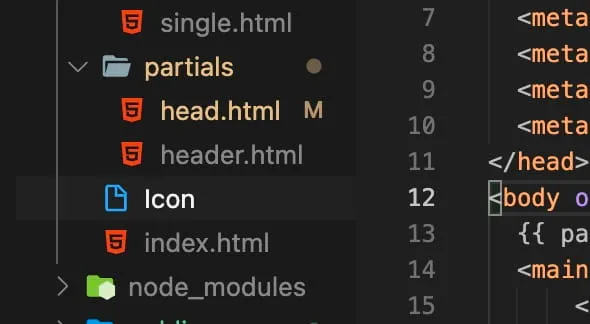 single.html
partials
head.html M
header.html
Icon
index.html
node_modules
7 <meta
8 <meta
9 <meta
10 <meta
11 </head>
12 <body o
13 {{ pa
14 <main
15 <